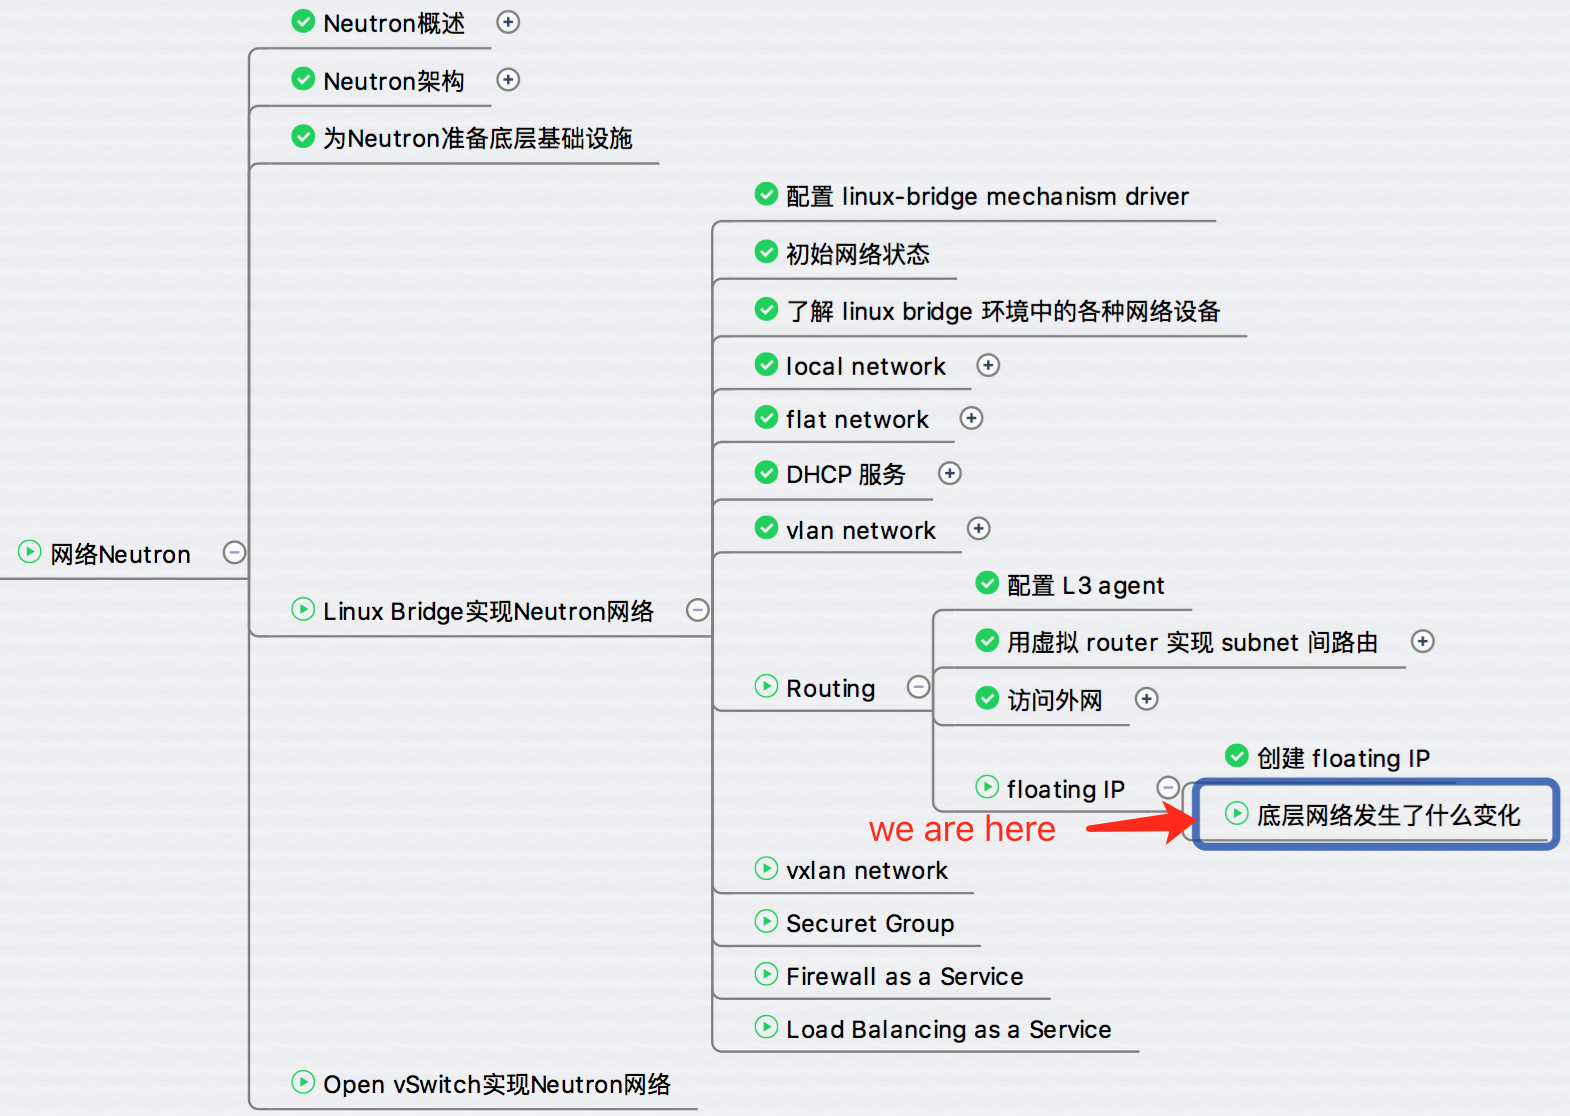 Neutron概述
Neutron架构
为Neutron准备底层基础设施
配置 linux-bridge mechanism driver
初始网络状态
了解 linux bridge 环境中的各种网络设备
local network
flat network
DHCP 服务
vlan network
网络Neutron
配置 L3 agent
Linux Bridge实现Neutron网络
用虚拟 router 实现 subnet 间路由
Routing
访问外网
创建 floating IP
floating IP
底层网络发生了什么变化
we are here
vxlan network
Securet Group
Firewall as a Service
Load Balancing as a Service
Open vSwitch实现Neutron网络